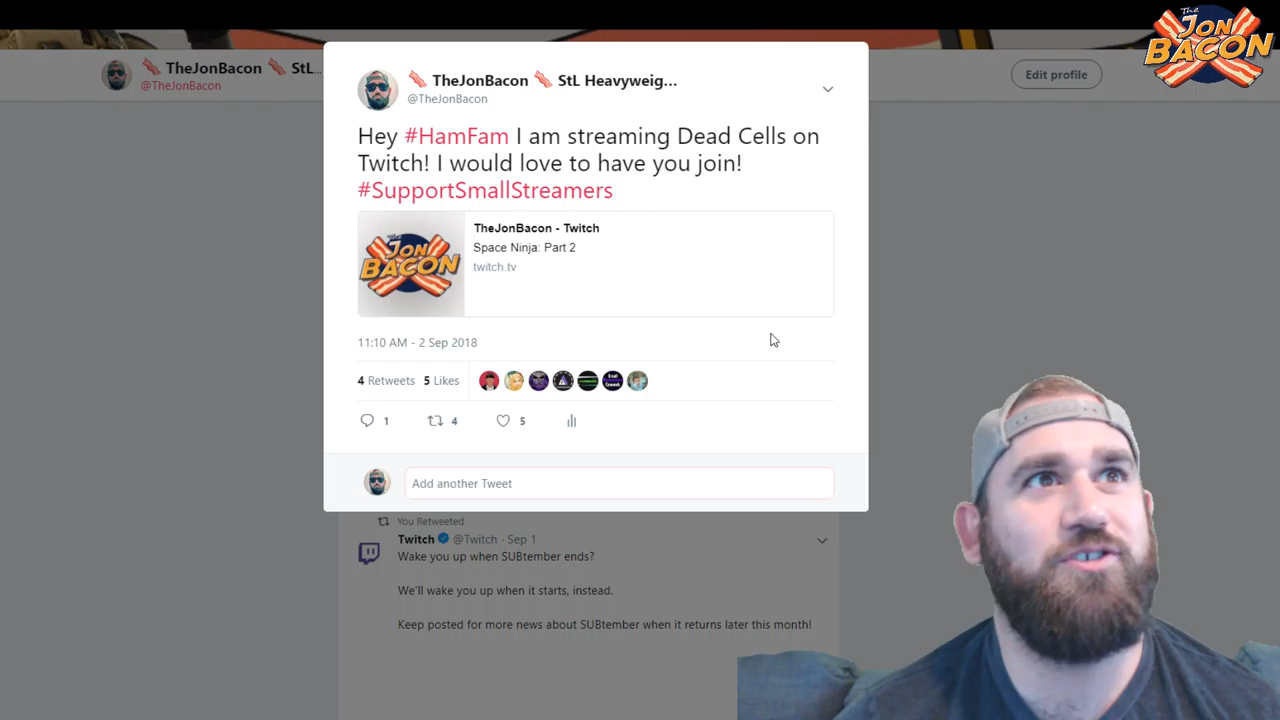 The
JON
BACON
TheJonBacon StL...
@TheJonBacon
Edit profile
TheJonBacon StL Heavyweig...
@TheJonBacon
Hey #HamFam I am streaming Dead Cells on
Twitch! I would love to have you join!
#SupportSmallStreamers
The
JON
BACON
TheJonBacon - Twitch
Space Ninja: Part 2
twitch.tv
11:10 AM - 2 Sep 2018
4 Retweets 5 Likes
1 4 5
Add another Tweet
You Retweeted
Twitch @Twitch · Sep 1
Wake you up when SUBtember ends?
We'll wake you up when it starts, instead.
Keep posted for more news about SUBtember when it returns later this month!